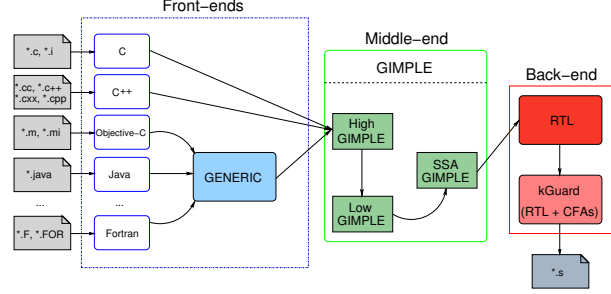 Front-ends
Middle-end
Back-end
*.c, *.i
C
*.cc, *.c++
*.cxx, *.cpp
C++
*.m, *.mi
Objective-C
*.java
Java
...
...
*.F, *.FOR
Fortran
GENERIC
GIMPLE
High
GIMPLE
Low
GIMPLE
SSA
GIMPLE
RTL
kGuard
(RTL + CFAs)
*.s